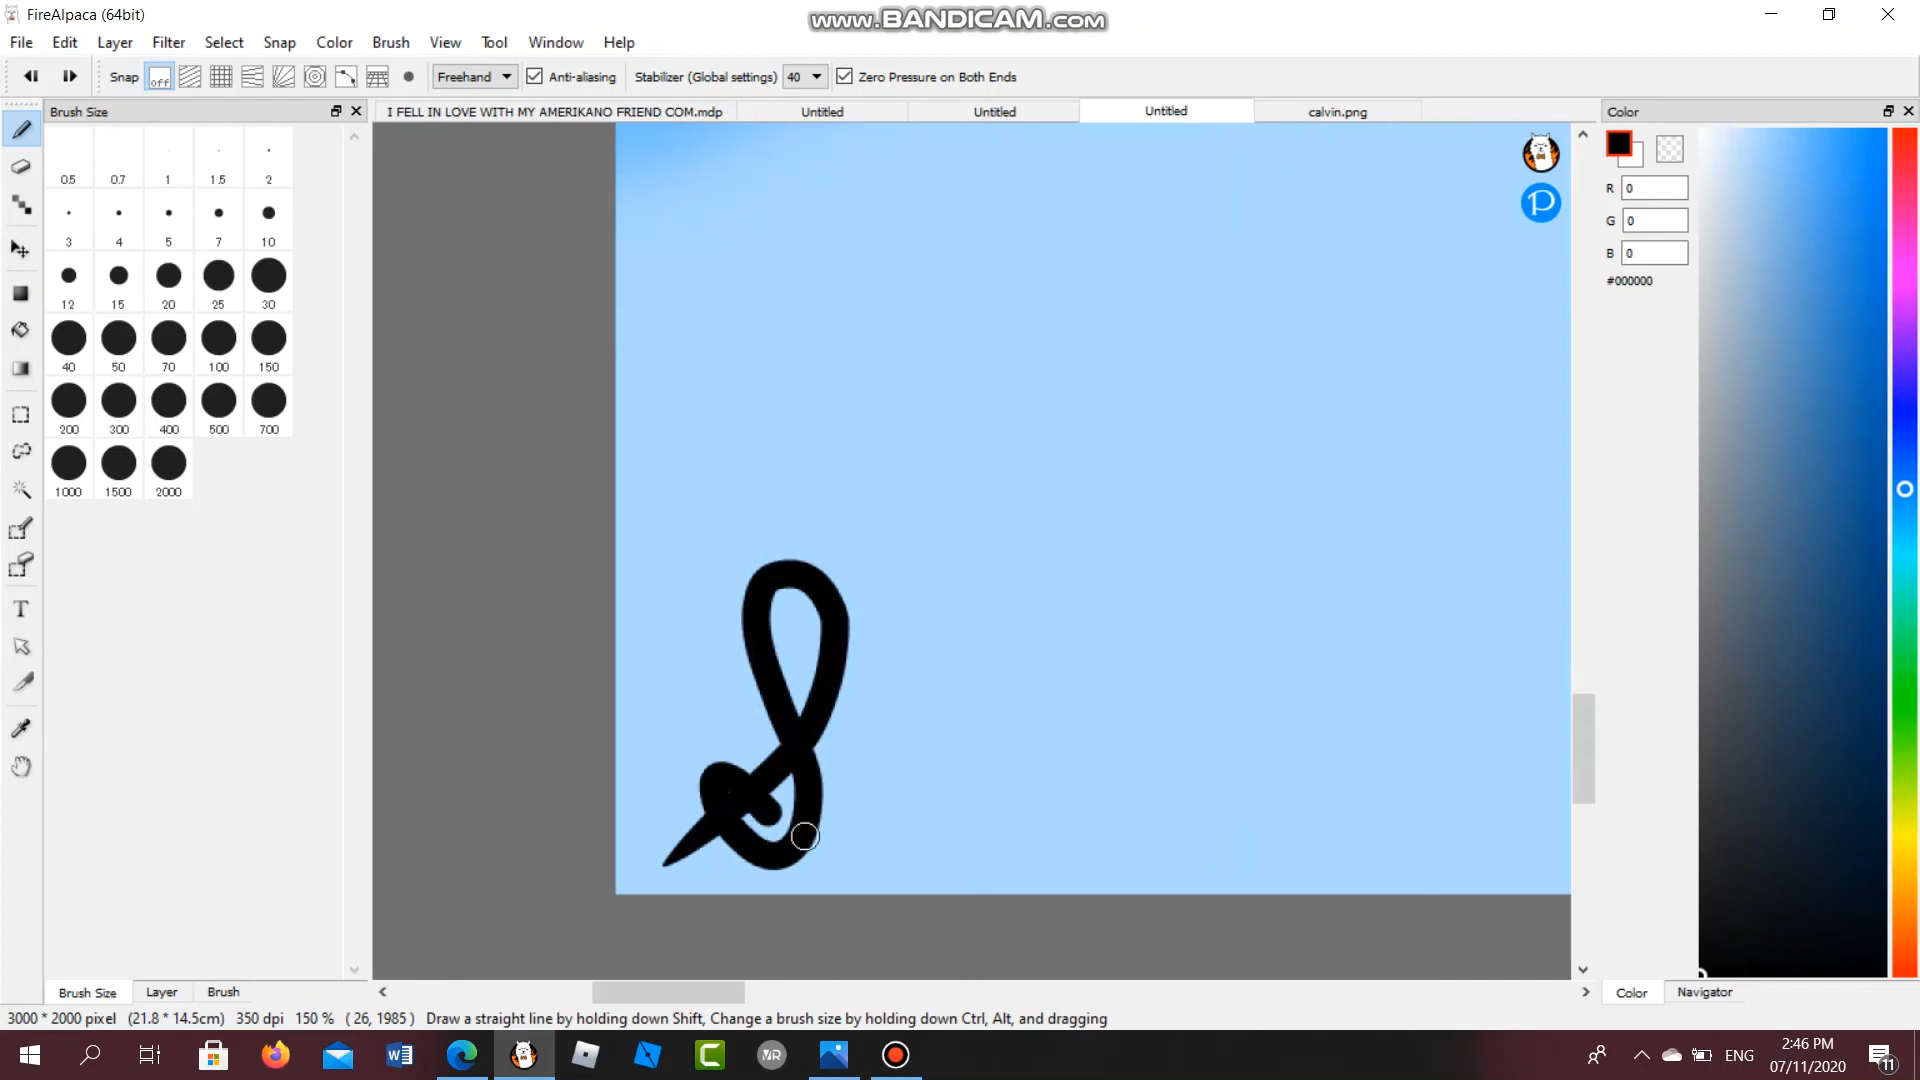 FireAlpaca (64bit)
www.BANDICAM.com
File Edit Layer Filter Select Snap Color Brush View Tool Window Help
Snap off Freehand Anti-aliasing Stabilizer (Global settings) 40 Zero Pressure on Both Ends
Brush Size
I FELL IN LOVE WITH MY AMERIKANO FRIEND COM.mdp Untitled Untitled Untitled calvin.png
Color
0.5 0.7 1 1.5 2
3 4 5 7 10
12 15 20 25 30
40 50 70 100 150
200 300 400 500 700
1000 1500 2000
R 0
G 0
B 0
#000000
P
T
Brush Size Layer Brush
Color Navigator
3000 * 2000 pixel (21.8 * 14.5cm) 350 dpi 150 % ( 26, 1985 ) Draw a straight line by holding down Shift, Change a brush size by holding down Ctrl, Alt, and dragging
W C VR ENG
2:46 PM
07/11/2020
11